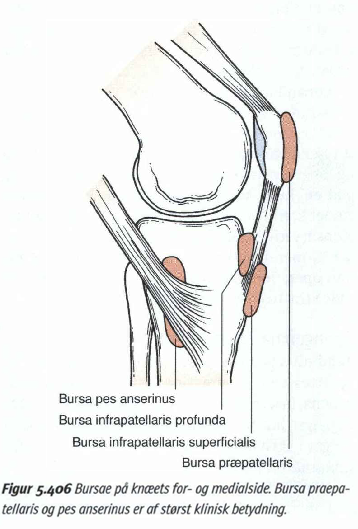 Bursa pes anserinus
Bursa infrapatellaris profunda
Bursa infrapatellaris superficialis
Bursa præpatellaris
Figur 5.406 Bursae på knæets for- og medialside. Bursa praepa-
tellaris og pes anserinus er af størst klinisk betydning.